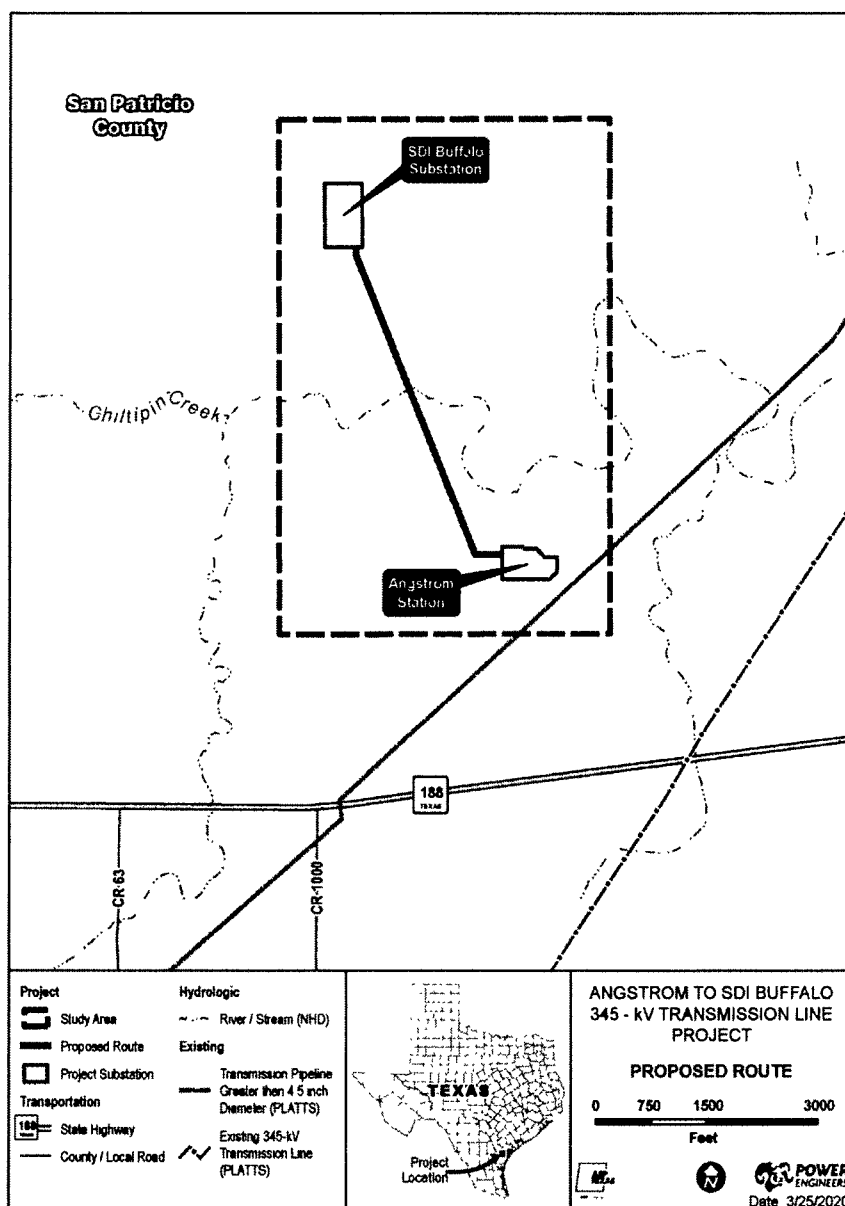 San Patricio
County
SDI Buffalo
Substation
Chiltipin Creek
Angstrom
Station
188
TEXAS
CR-63
CR-1000
Project
Study Area
Proposed Route
Project Substation
Transportation
188
State Highway
County / Local Road
Hydrologic
River / Stream (NHD)
Existing
Transmission Pipeline
Greater then 4 5 inch
Diameter (PLATTS)
Existing 345-kV
Transmission Line
(PLATTS)
TEXAS
Project
Location
ANGSTROM TO SDI BUFFALO
345 - kV TRANSMISSION LINE
PROJECT
PROPOSED ROUTE
0 750 1500 3000
Feet
N
POWER
ENGINEERS
Date 3/25/2020